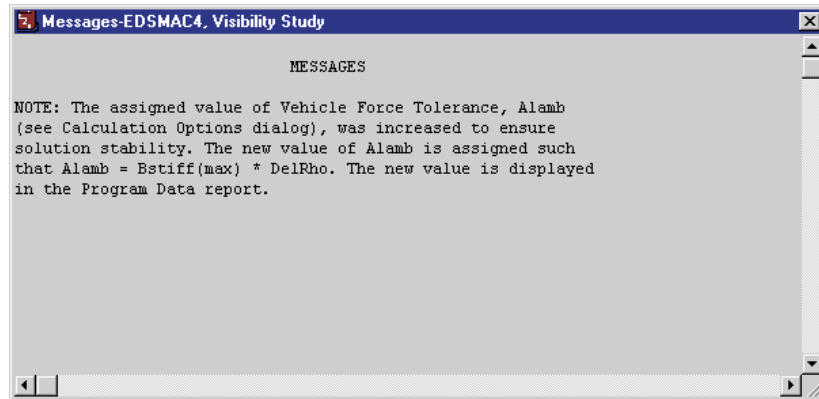 Messages-EDSMAC4, Visibility Study
MESSAGES
NOTE: The assigned value of Vehicle Force Tolerance, Alamb
(see Calculation Options dialog), was increased to ensure
solution stability. The new value of Alamb is assigned such
that Alamb = Bstiff(max) * DelRho. The new value is displayed
in the Program Data report.